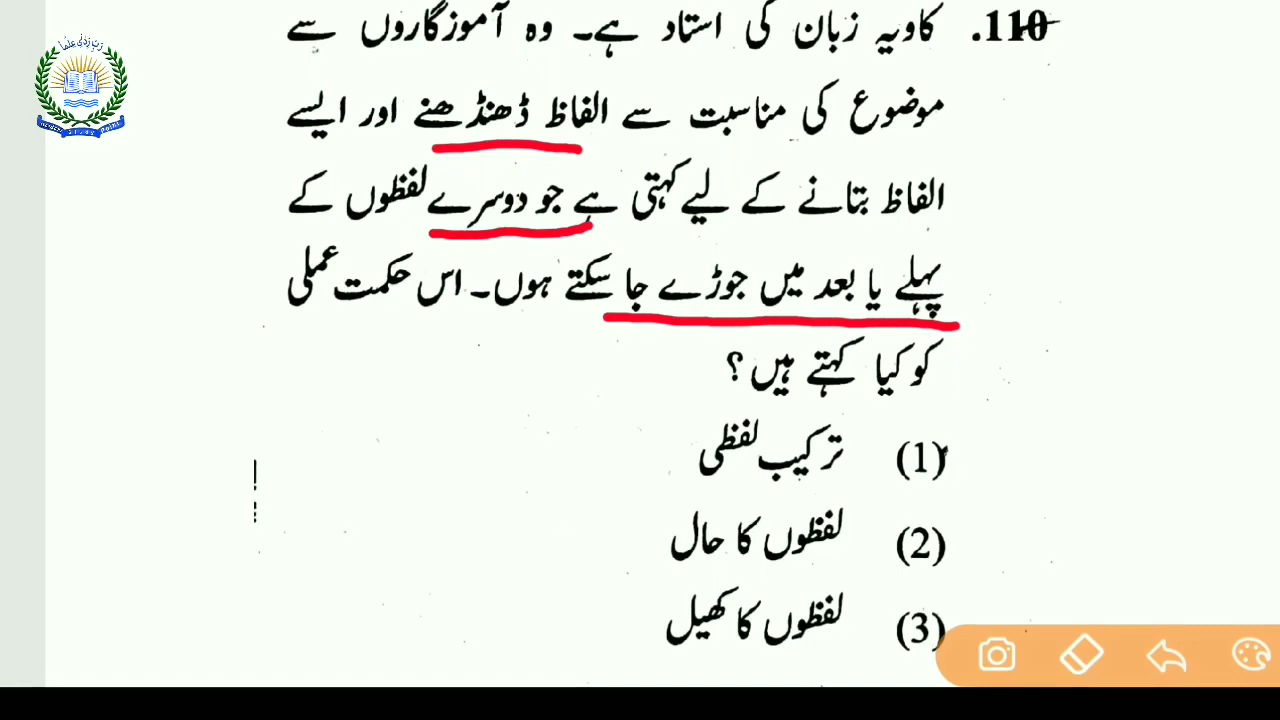 110. کاویہ زبان کی استاد ہے۔ وہ آموزگاروں سے
موضوع کی مناسبت سے الفاظ ڈھنڈھنے اور ایسے
الفاظ بتانے کے لیے کہتی ہے جو دوسرے لفظوں کے
پہلے یا بعد میں جوڑے جا سکتے ہوں۔ اس حکمت عملی
کو کیا کہتے ہیں؟
(1) ترکیب لفظی
(2) لفظوں کا حال
(3) لفظوں کا کھیل